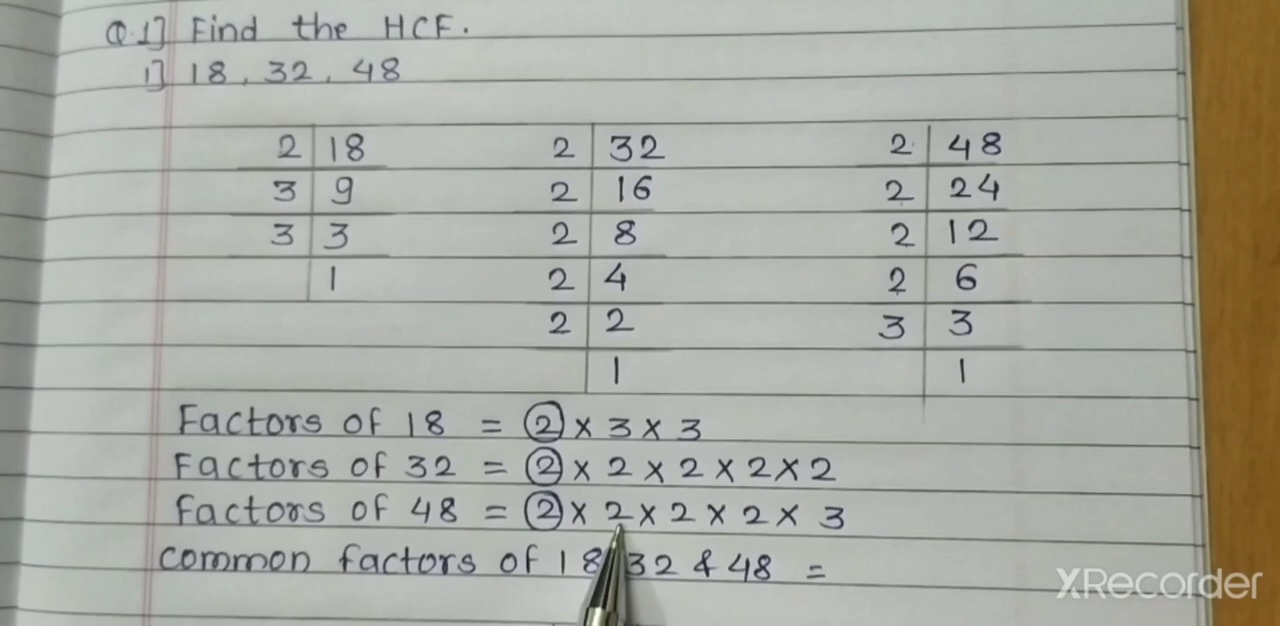 Q.1] Find the HCF.
1] 18, 32, 48
2 18 2 32 2 48
3 9 2 16 2 24
3 3 2 8 2 12
1 2 4 2 6
2 2 3 3
1 1
Factors of 18 = 2 × 3 × 3
Factors of 32 = 2 × 2 × 2 × 2 × 2
Factors of 48 = 2 × 2 × 2 × 2 × 3
common factors of 18 32 & 48 =
XRecorder